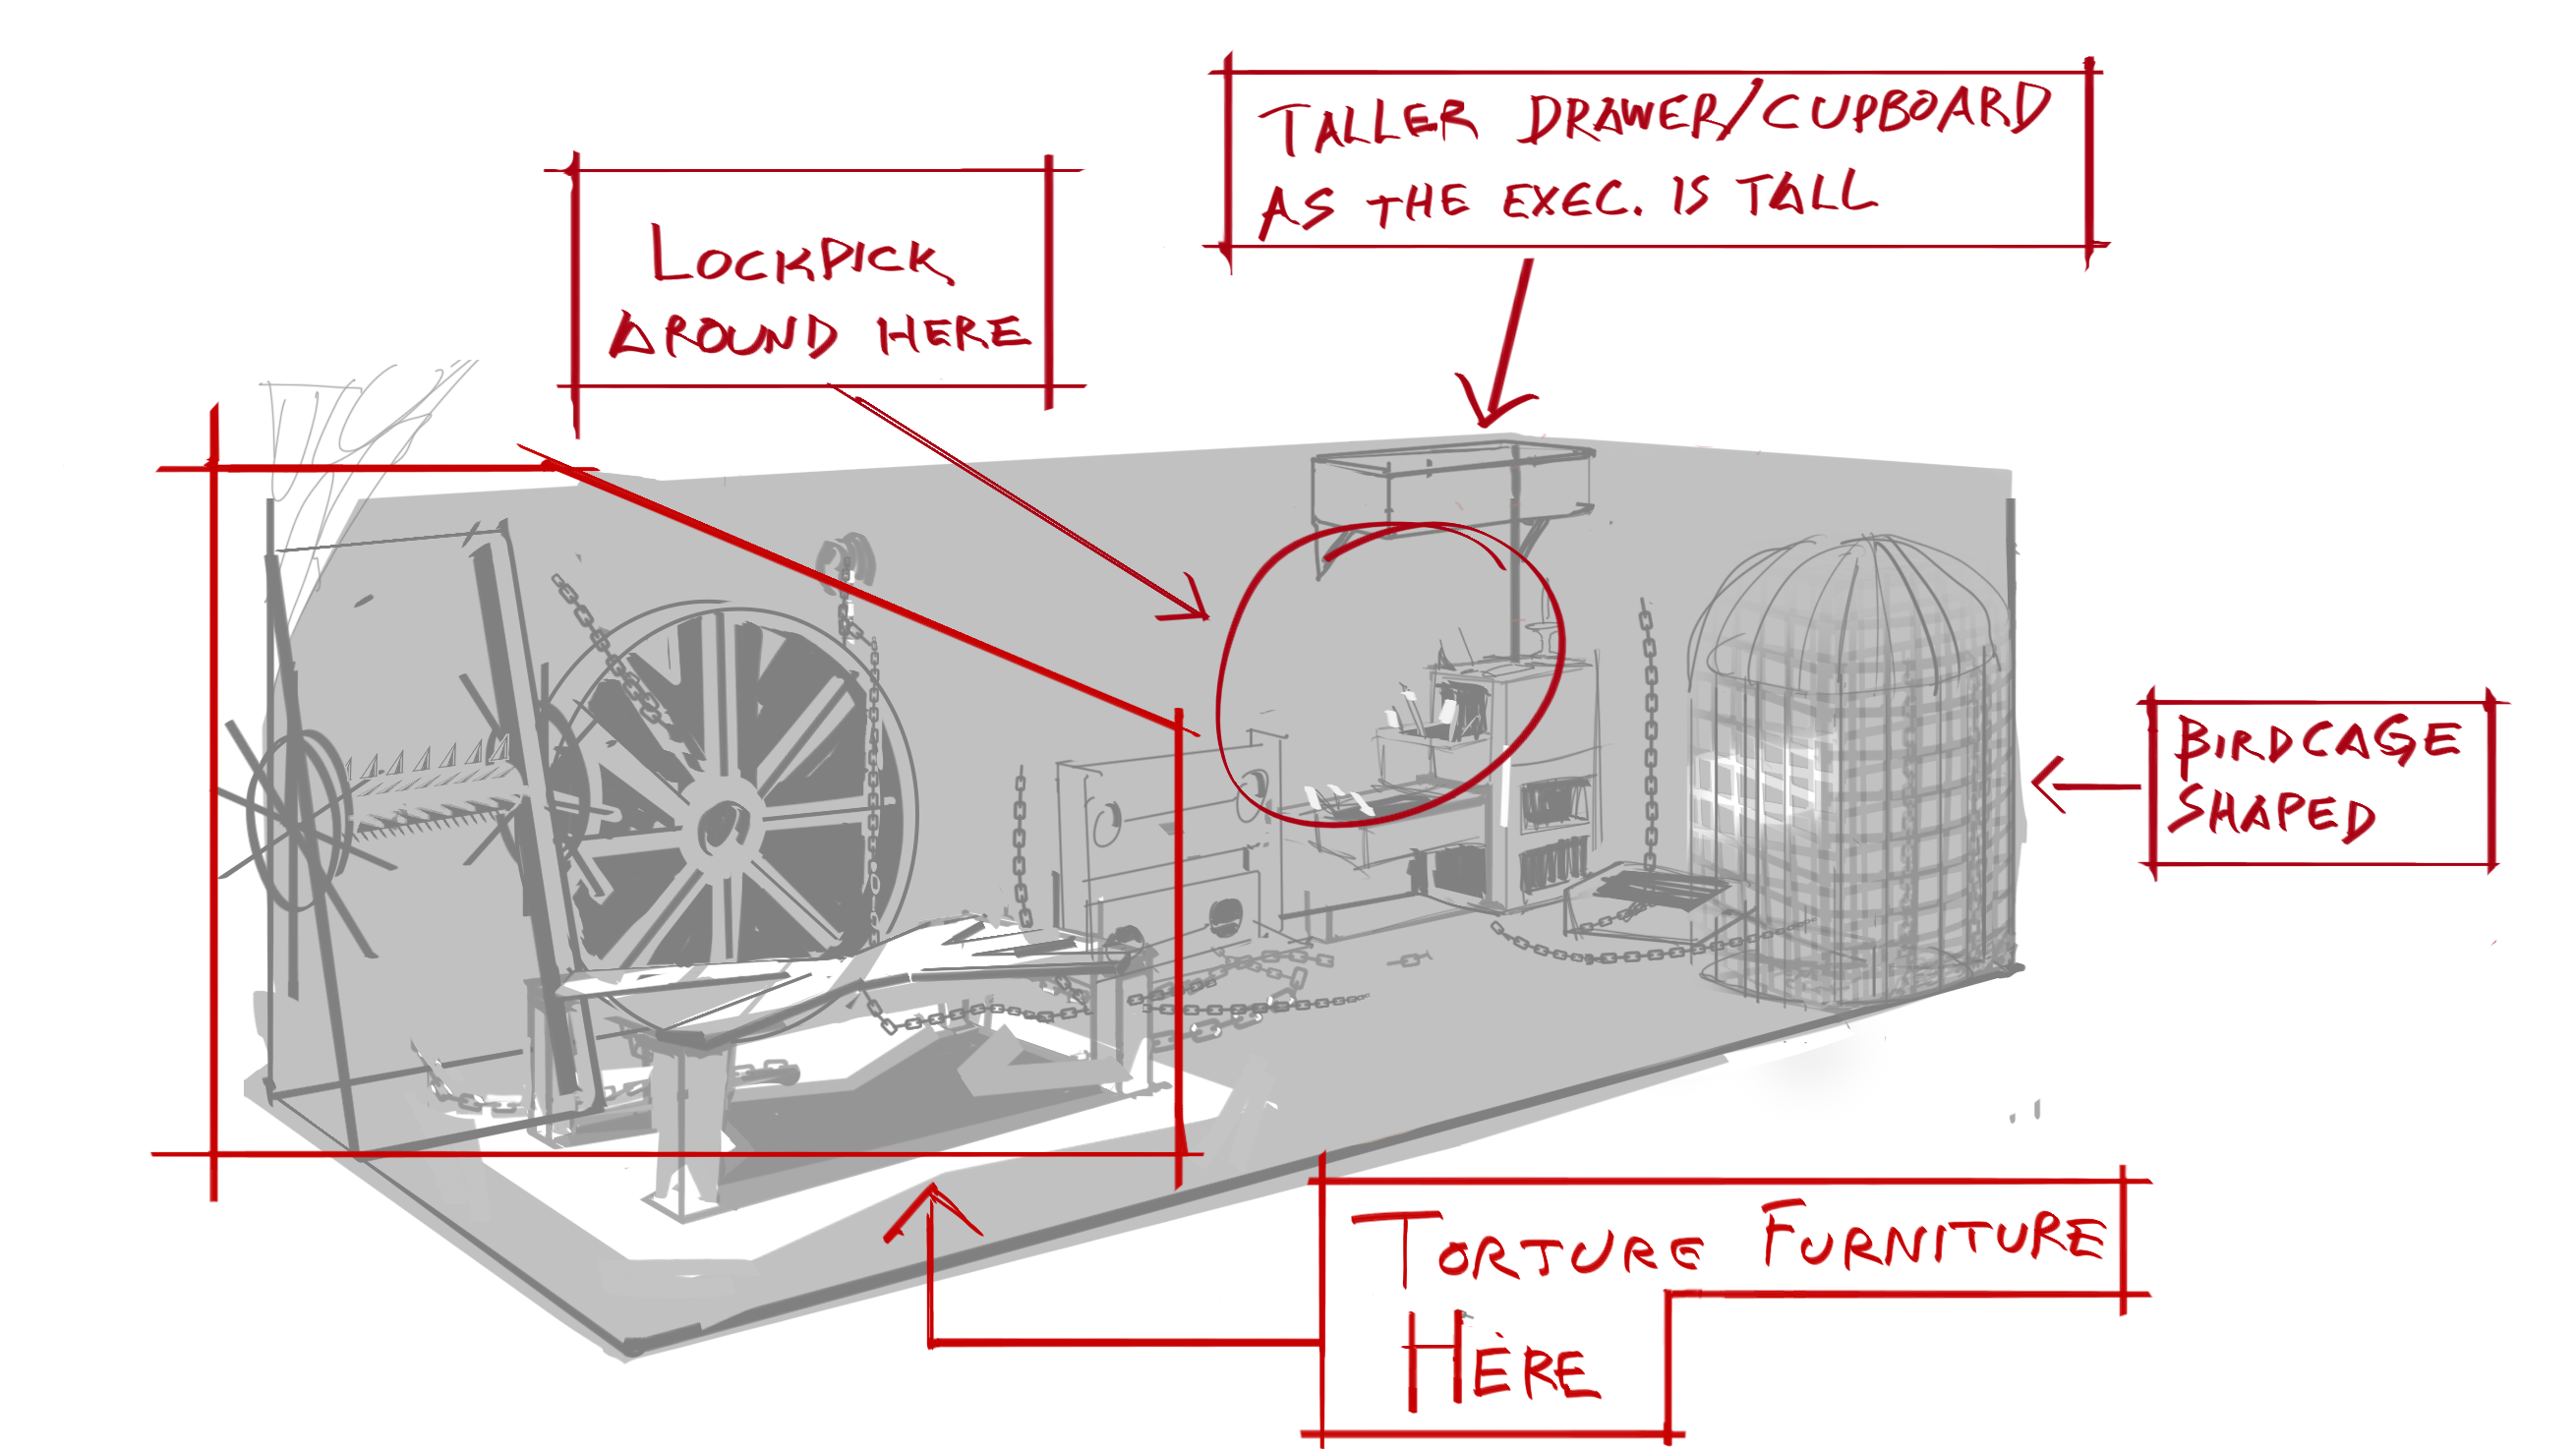 TALLER DRAWER/CUPBOARD
AS THE EXEC. IS TALL
LOCKPICK
AROUND HERE
BIRDCAGE
SHAPED
TORTURE FURNITURE
HERE